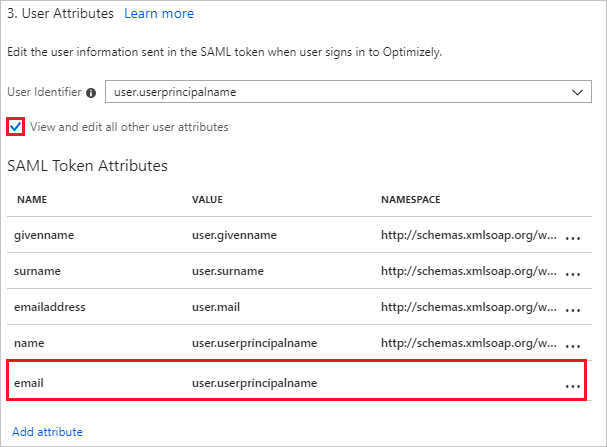 3. User Attributes Learn more
Edit the user information sent in the SAML token when user signs in to Optimizely.
User Identifier user.userprincipalname
View and edit all other user attributes
SAML Token Attributes
NAME VALUE NAMESPACE
givenname user.givenname http://schemas.xmlsoap.org/w... ...
surname user.surname http://schemas.xmlsoap.org/w... ...
emailaddress user.mail http://schemas.xmlsoap.org/w... ...
name user.userprincipalname http://schemas.xmlsoap.org/w... ...
email user.userprincipalname ...
Add attribute